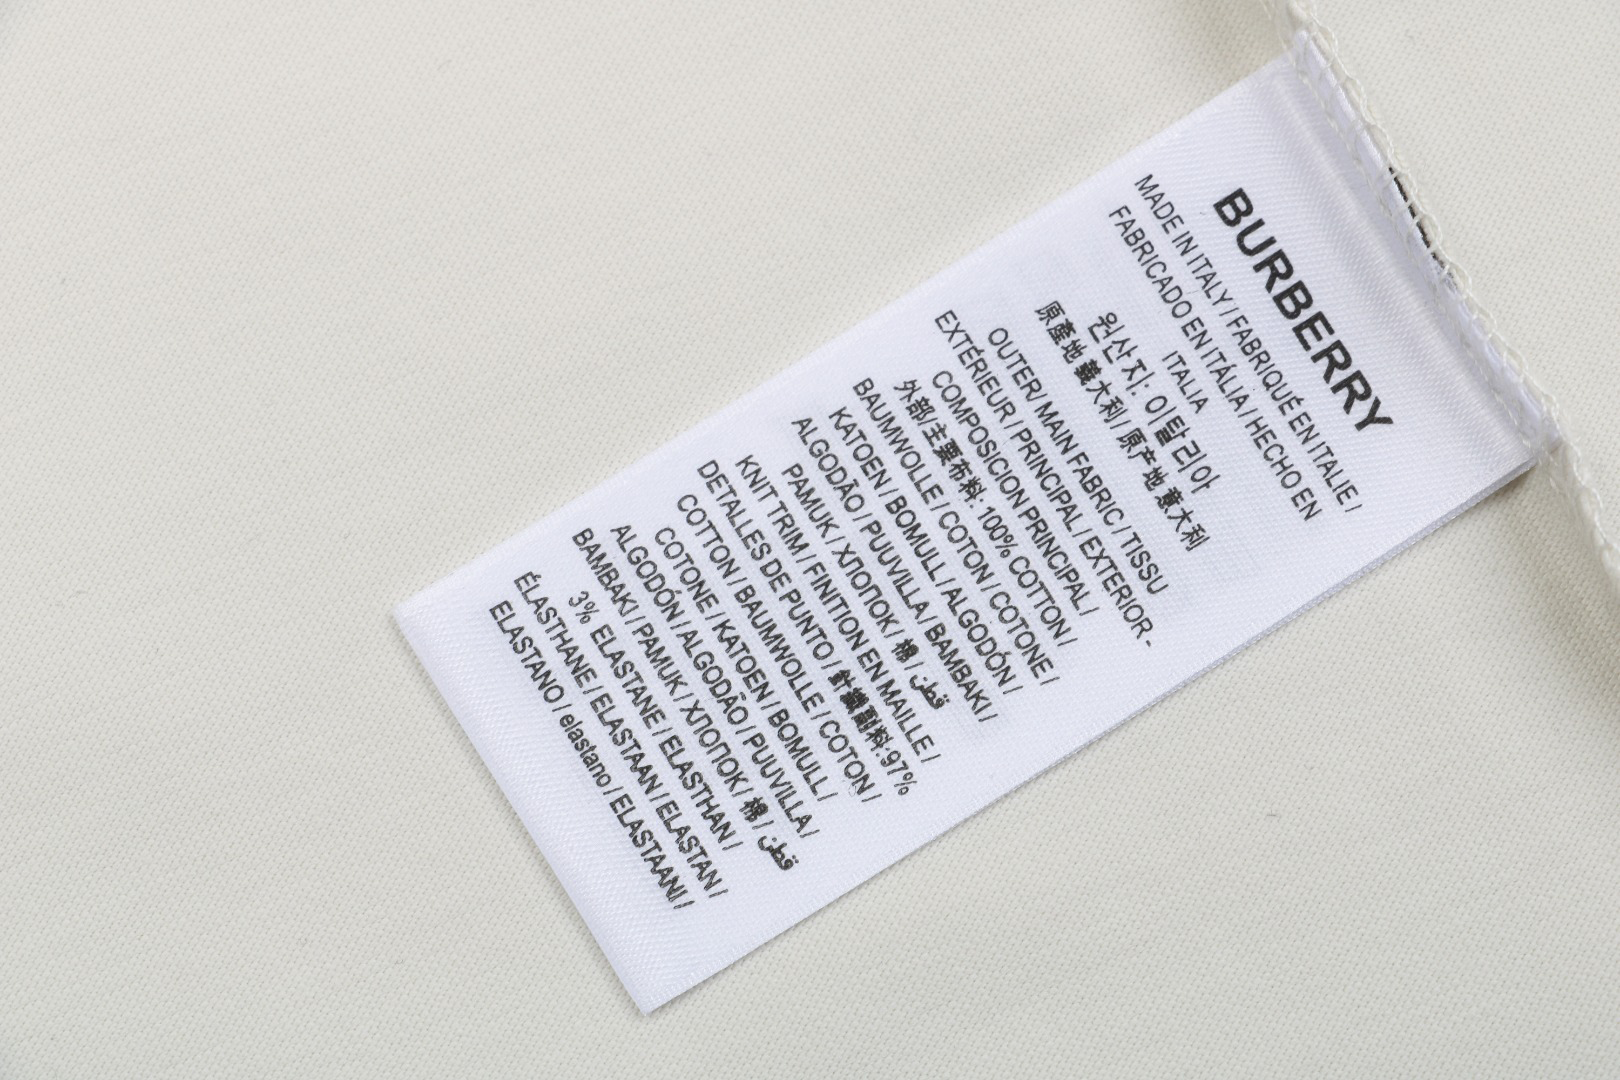 BURBERRY
MADE IN ITALY / FABRIQUÉ EN ITALIE /
FABRICADO EN ITÁLIA / HECHO EN
ITALIA
원산지: 이탈리아
原產地 義大利 / 原产地 意大利
OUTER/ MAIN FABRIC / TISSU
EXTÉRIEUR / PRINCIPAL / EXTERIOR-
COMPOSICION PRINCIPAL /
外部/主要布料: 100% COTTON /
BAUMWOLLE / COTON / COTONE /
KATOEN / BOMULL / ALGODÓN /
ALGODÃO / PUUVILLA / BAMBAKI /
PAMUK / ХПОПОК / 棉 / قطن
KNIT TRIM / FINITION EN MAILLE /
DETALLES DE PUNTO / 針織副料:97%
COTTON / BAUMWOLLE / COTON /
COTONE / KATOEN / BOMULL /
ALGODÓN / ALGODÃO / PUUVILLA /
BAMBAKI / PAMUK / ХПОПОК / 棉 / قطن
3% ELASTANE / ELASTHAN /
ÉLASTHANE / ELASTAAN / ELASTAN /
ELASTANO / elastano / ELASTAANI /